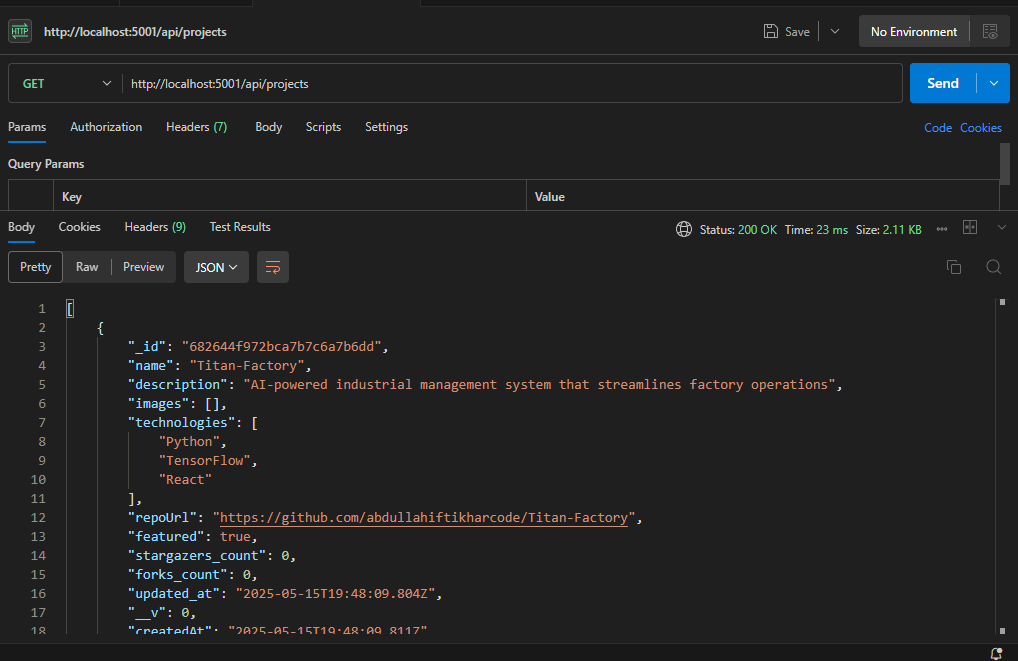 HTTP http://localhost:5001/api/projects Save No Environment
GET http://localhost:5001/api/projects Send
Params Authorization Headers (7) Body Scripts Settings Code Cookies
Query Params
Key Value
Body Cookies Headers (9) Test Results Status: 200 OK Time: 23 ms Size: 2.11 KB
Pretty Raw Preview JSON
1 [
2 {
3 "_id": "682644f972bca7b7c6a7b6dd",
4 "name": "Titan-Factory",
5 "description": "AI-powered industrial management system that streamlines factory operations",
6 "images": [],
7 "technologies": [
8 "Python",
9 "TensorFlow",
10 "React"
11 ],
12 "repoUrl": "https://github.com/abdullahiftikharcode/Titan-Factory",
13 "featured": true,
14 "stargazers_count": 0,
15 "forks_count": 0,
16 "updated_at": "2025-05-15T19:48:09.804Z",
17 "__v": 0,
18 "createdAt": "2025-05-15T19:48:09.811Z"